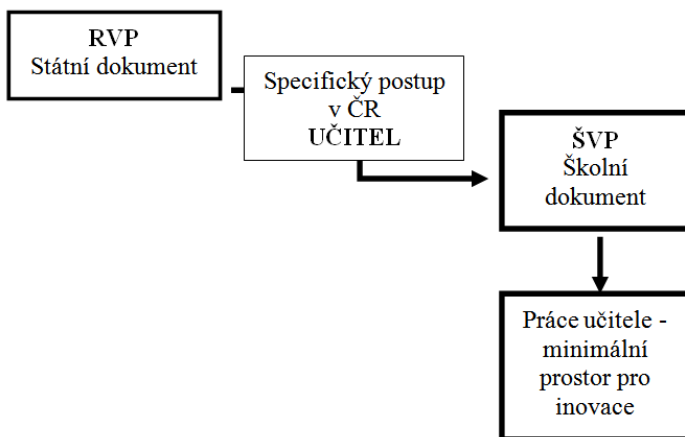 RVP
Státní dokument
Specifický postup
v ČR
UČITEL
ŠVP
Školní
dokument
Práce učitele -
minimální
prostor pro
inovace